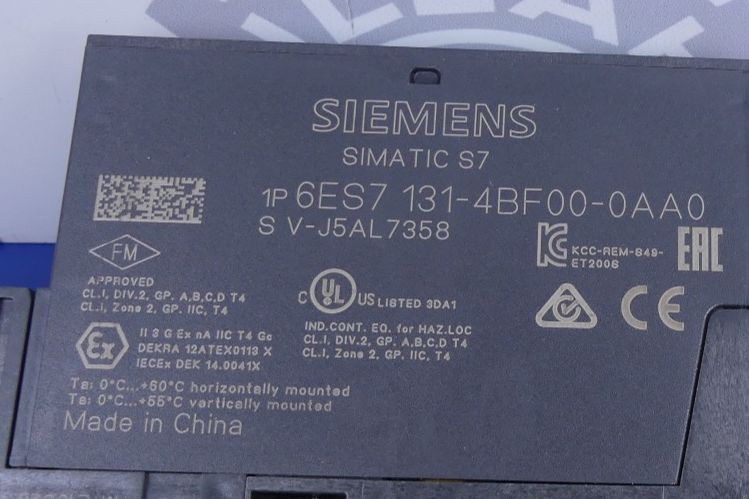 SIEMENS
SIMATIC S7
1P 6ES7 131-4BF00-0AA0
S V-J5AL7358
FM
APPROVED
CL.I, DIV.2, GP. A,B,C,D T4
CL.I, Zone 2, GP. IIC, T4
C UL US LISTED 3DA1
IND.CONT. EQ. for HAZ.LOC
CL.I, DIV.2, GP. A,B,C,D T4
CL.I, Zone 2, GP. IIC, T4
KCC-REM-S49-
ET200S
EAC
CE
Ex
II 3 G Ex nA IIC T4 Gc
DEKRA 12ATEX0113 X
IECEx DEK 14.0041X
Ta: 0°C...+60°C horizontally mounted
Ta: 0°C...+55°C vertically mounted
Made in China